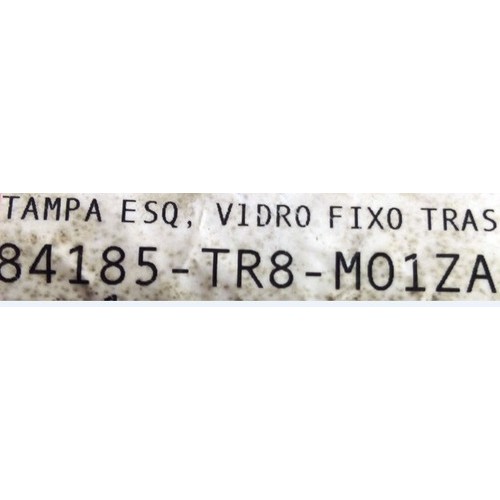 TAMPA ESQ, VIDRO FIXO TRAS
84185-TR8-M01ZA